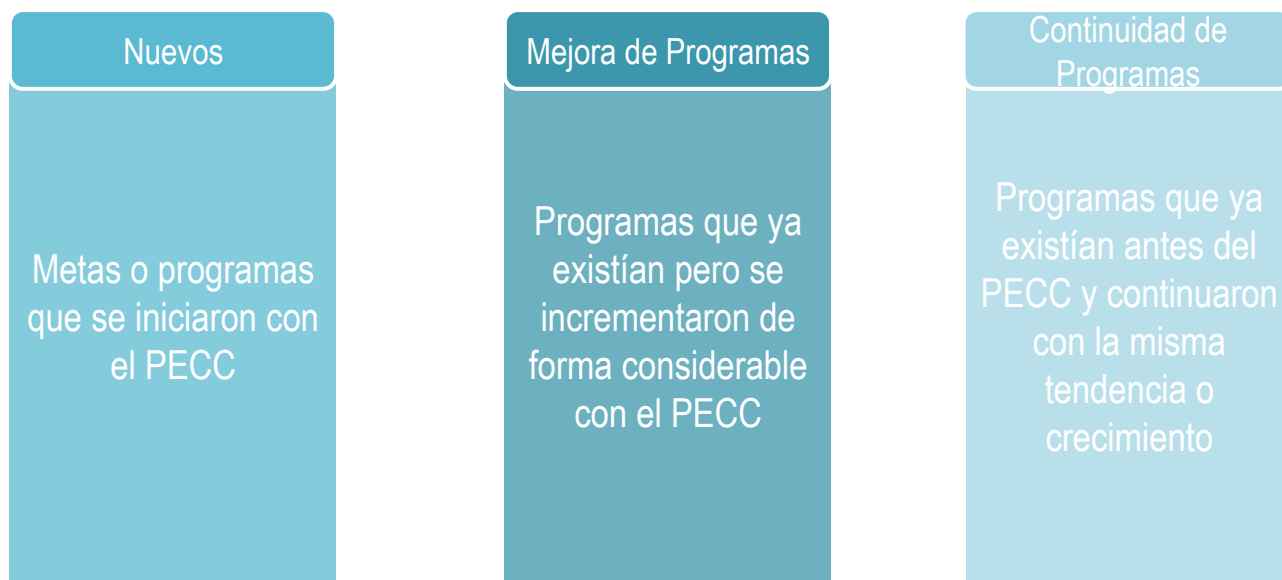 Nuevos
Metas o programas
que se iniciaron con
el PECC
Mejora de Programas
Programas que ya
existían pero se
incrementaron de
forma considerable
con el PECC
Continuidad de
Programas
Programas que ya
existían antes del
PECC y continuaron
con la misma
tendencia o
crecimiento